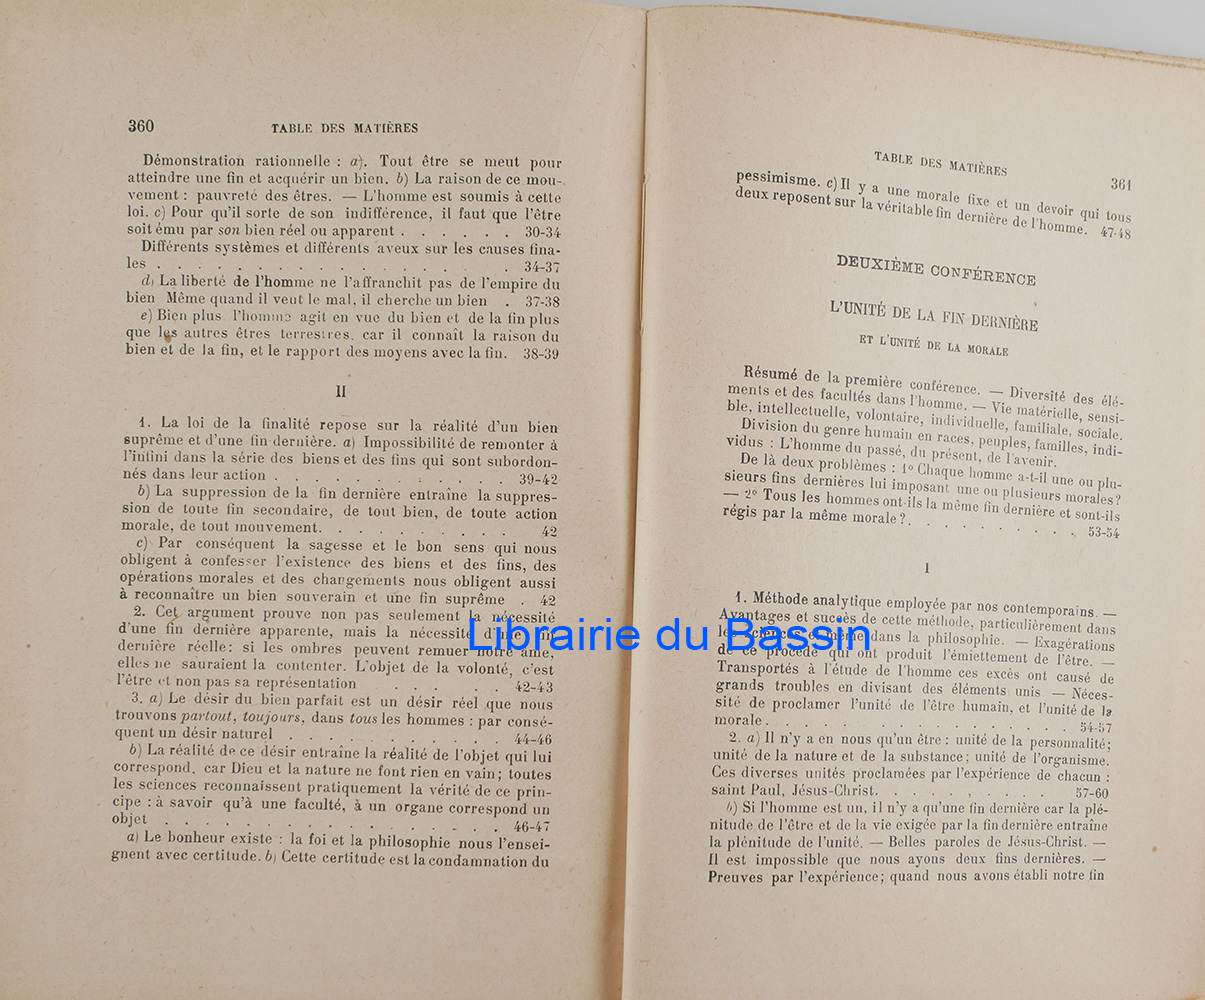 360
TABLE DES MATIÈRES
Démonstration rationnelle : a). Tout être se meut pour
atteindre une fin et acquérir un bien. b) La raison de ce mou-
vement : pauvreté des êtres. — L'homme est soumis à cette
loi. c) Pour qu'il sorte de son indifférence, il faut que l'être
soit ému par son bien réel ou apparent . . . . . . 30-34
Différents systèmes et différents aveux sur les causes fina-
les . . . . . . . . . . . . . . . . . . . . 34-37
d) La liberté de l'homme ne l'affranchit pas de l'empire du
bien Même quand il veut le mal, il cherche un bien . 37-38
e) Bien plus l'homme agit en vue du bien et de la fin plus
que les autres êtres terrestres, car il connaît la raison du
bien et de la fin, et le rapport des moyens avec la fin. 38-39
II
1. La loi de la finalité repose sur la réalité d'un bien
suprême et d'une fin dernière. a) Impossibilité de remonter à
l'infini dans la série des biens et des fins qui sont subordon-
nés dans leur action . . . . . . . . . . . . . 39-42
b) La suppression de la fin dernière entraîne la suppres-
sion de toute fin secondaire, de tout bien, de toute action
morale, de tout mouvement. . . . . . . . . . . 42
c) Par conséquent la sagesse et le bon sens qui nous
obligent à confesser l'existence des biens et des fins, des
opérations morales et des changements nous obligent aussi
à reconnaître un bien souverain et une fin suprême . 42
2. Cet argument prouve non pas seulement la nécessité
d'une fin dernière apparente, mais la nécessité d'une fin
dernière réelle: si les ombres peuvent remuer notre âme,
elles ne sauraient la contenter. L'objet de la volonté, c'est
l'être et non pas sa représentation . . . . . 42-43
3. a) Le désir du bien parfait est un désir réel que nous
trouvons partout, toujours, dans tous les hommes : par consé-
quent un désir naturel . . . . . . . . . . . . 44-46
b) La réalité de ce désir entraîne la réalité de l'objet qui lui
correspond, car Dieu et la nature ne font rien en vain; toutes
les sciences reconnaissent pratiquement la vérité de ce prin-
cipe : à savoir qu'à une faculté, à un organe correspond un
objet . . . . . . . . . . . . . . . . . . . 46-47
a) Le bonheur existe : la foi et la philosophie nous l'ensei-
gnent avec certitude. b) Cette certitude est la condamnation du
TABLE DES MATIÈRES
361
pessimisme. c) Il y a une morale fixe et un devoir qui tous
deux reposent sur la véritable fin dernière de l'homme. 47-48
DEUXIÈME CONFÉRENCE
L'UNITÉ DE LA FIN DERNIÈRE
ET L'UNITÉ DE LA MORALE
Résumé de la première conférence. — Diversité des élé-
ments et des facultés dans l'homme. — Vie matérielle, sensi-
ble, intellectuelle, volontaire, individuelle, familiale, sociale.
Division du genre humain en races, peuples, familles, indi-
vidus : L'homme du passé, du présent, de l'avenir.
De là deux problèmes : 1º Chaque homme a-t-il une ou plu-
sieurs fins dernières lui imposant une ou plusieurs morales?
— 2º Tous les hommes ont-ils la même fin dernière et sont-ils
régis par la même morale ?. . . . . . . . . . . 53-54
I
1. Méthode analytique employée par nos contemporains. —
Avantages et succès de cette méthode, particulièrement dans
les sciences et même dans la philosophie. — Exagérations
de ce procédé qui ont produit l'émiettement de l'être. —
Transportés à l'étude de l'homme ces excès ont causé de
grands troubles en divisant des éléments unis — Néces-
sité de proclamer l'unité de l'être humain, et l'unité de la
morale . . . . . . . . . . . . . . . . . . 54-57
2. a) Il n'y a en nous qu'un être : unité de la personnalité;
unité de la nature et de la substance; unité de l'organisme.
Ces diverses unités proclamées par l'expérience de chacun :
saint Paul, Jésus-Christ. . . . . . . . . . . 57-60
b) Si l'homme est un, il n'y a qu'une fin dernière car la plé-
nitude de l'être et de la vie exigée par la fin dernière entraîne
la plénitude de l'unité. — Belles paroles de Jésus-Christ. —
Il est impossible que nous ayons deux fins dernières. —
Preuves par l'expérience; quand nous avons établi notre fin
Librairie du Bassin